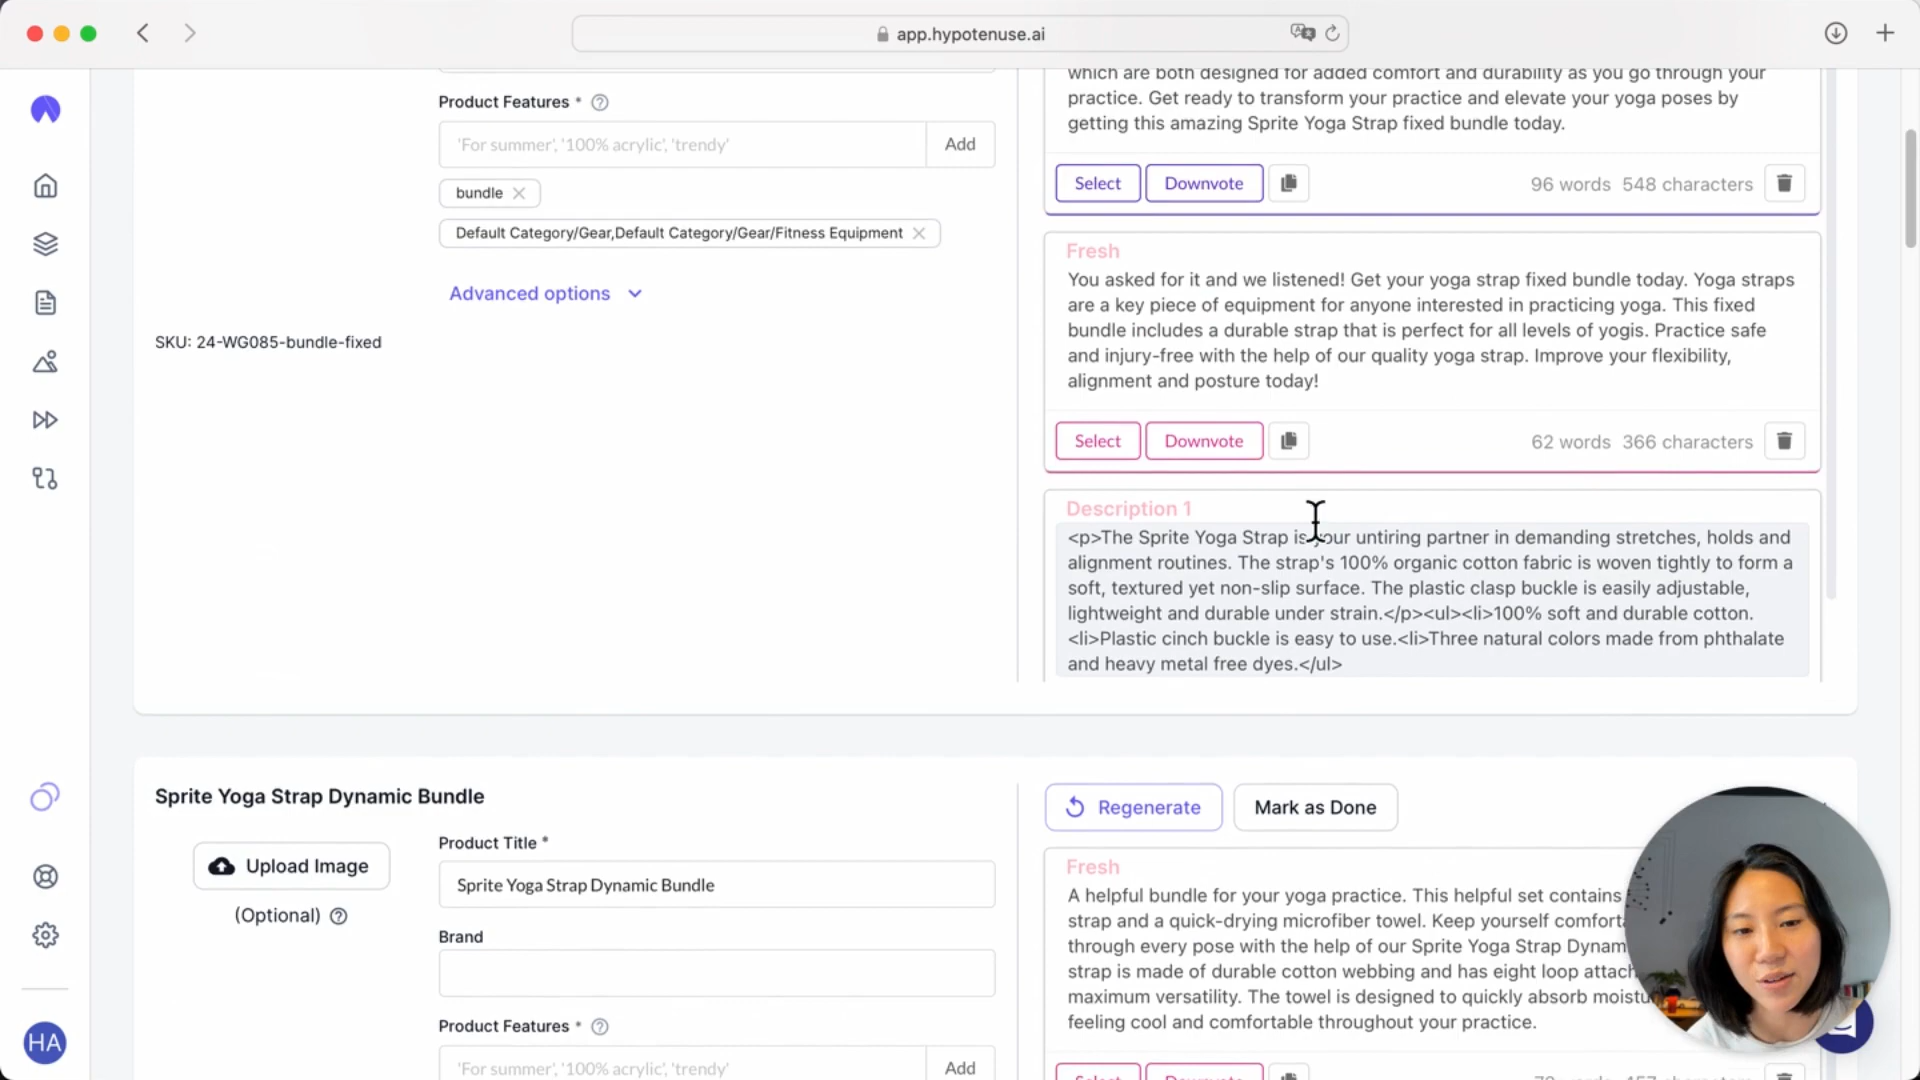 app.hypotenuse.ai
Product Features *
'For summer', '100% acrylic', 'trendy'
Add
bundle
Default Category/Gear,Default Category/Gear/Fitness Equipment
Advanced options
SKU: 24-WG085-bundle-fixed
which are both designed for added comfort and durability as you go through your
practice. Get ready to transform your practice and elevate your yoga poses by
getting this amazing Sprite Yoga Strap fixed bundle today.
Select
Downvote
96 words 548 characters
Fresh
You asked for it and we listened! Get your yoga strap fixed bundle today. Yoga straps
are a key piece of equipment for anyone interested in practicing yoga. This fixed
bundle includes a durable strap that is perfect for all levels of yogis. Practice safe
and injury-free with the help of our quality yoga strap. Improve your flexibility,
alignment and posture today!
Select
Downvote
62 words 366 characters
Description 1
<p>The Sprite Yoga Strap is your untiring partner in demanding stretches, holds and
alignment routines. The strap's 100% organic cotton fabric is woven tightly to form a
soft, textured yet non-slip surface. The plastic clasp buckle is easily adjustable,
lightweight and durable under strain.</p><ul><li>100% soft and durable cotton.
<li>Plastic cinch buckle is easy to use.<li>Three natural colors made from phthalate
and heavy metal free dyes.</ul>
Sprite Yoga Strap Dynamic Bundle
Upload Image
(Optional)
Product Title *
Sprite Yoga Strap Dynamic Bundle
Brand
Product Features *
'For summer', '100% acrylic', 'trendy'
Add
Regenerate
Mark as Done
Fresh
A helpful bundle for your yoga practice. This helpful set contains
strap and a quick-drying microfiber towel. Keep yourself
through every pose with the help of our Sprite Yoga Strap
strap is made of durable cotton webbing and has eight loop
maximum versatility. The towel is designed to quickly absorb
feeling cool and comfortable throughout your practice.
Select
Downvote
HA